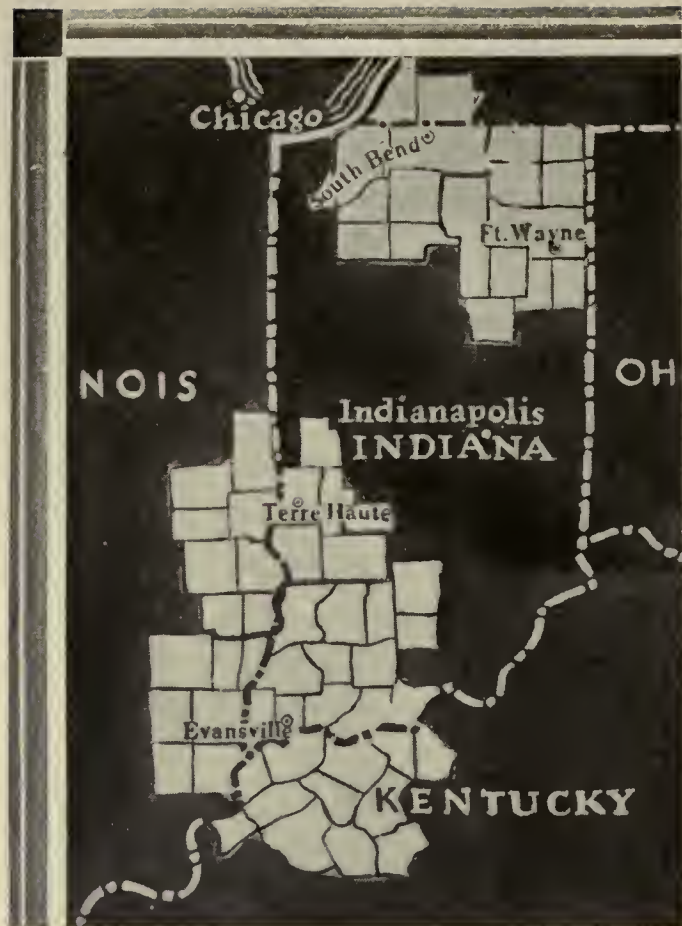 Chicago
South Bend
Ft. Wayne
NOIS
OH
Indianapolis
INDIANA
Terre Haute
Evansville
KENTUCKY